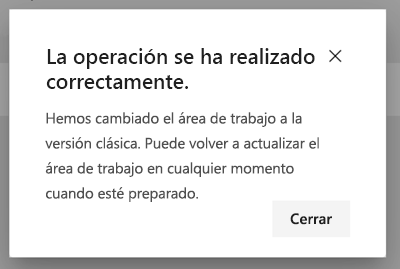 La operación se ha realizado
correctamente.
Hemos cambiado el área de trabajo a la
versión clásica. Puede volver a actualizar el
área de trabajo en cualquier momento
cuando esté preparado.
Cerrar